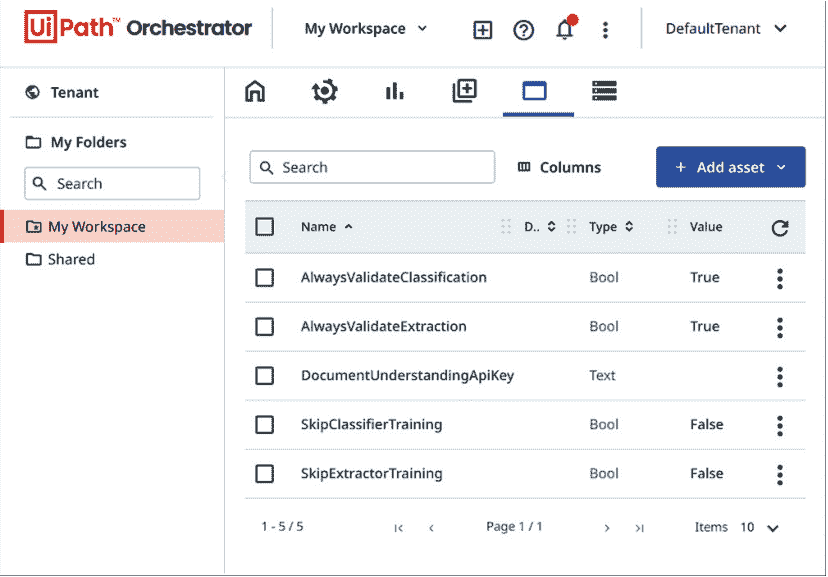 UiPath™ Orchestrator
My Workspace
DefaultTenant
Tenant
My Folders
Search
My Workspace
Shared
Search
Columns
+ Add asset
Name
D..
Type
Value
AlwaysValidateClassification Bool True
AlwaysValidateExtraction Bool True
DocumentUnderstandingApiKey Text
SkipClassifierTraining Bool False
SkipExtractorTraining Bool False
1 - 5 / 5
Page 1 / 1
Items 10